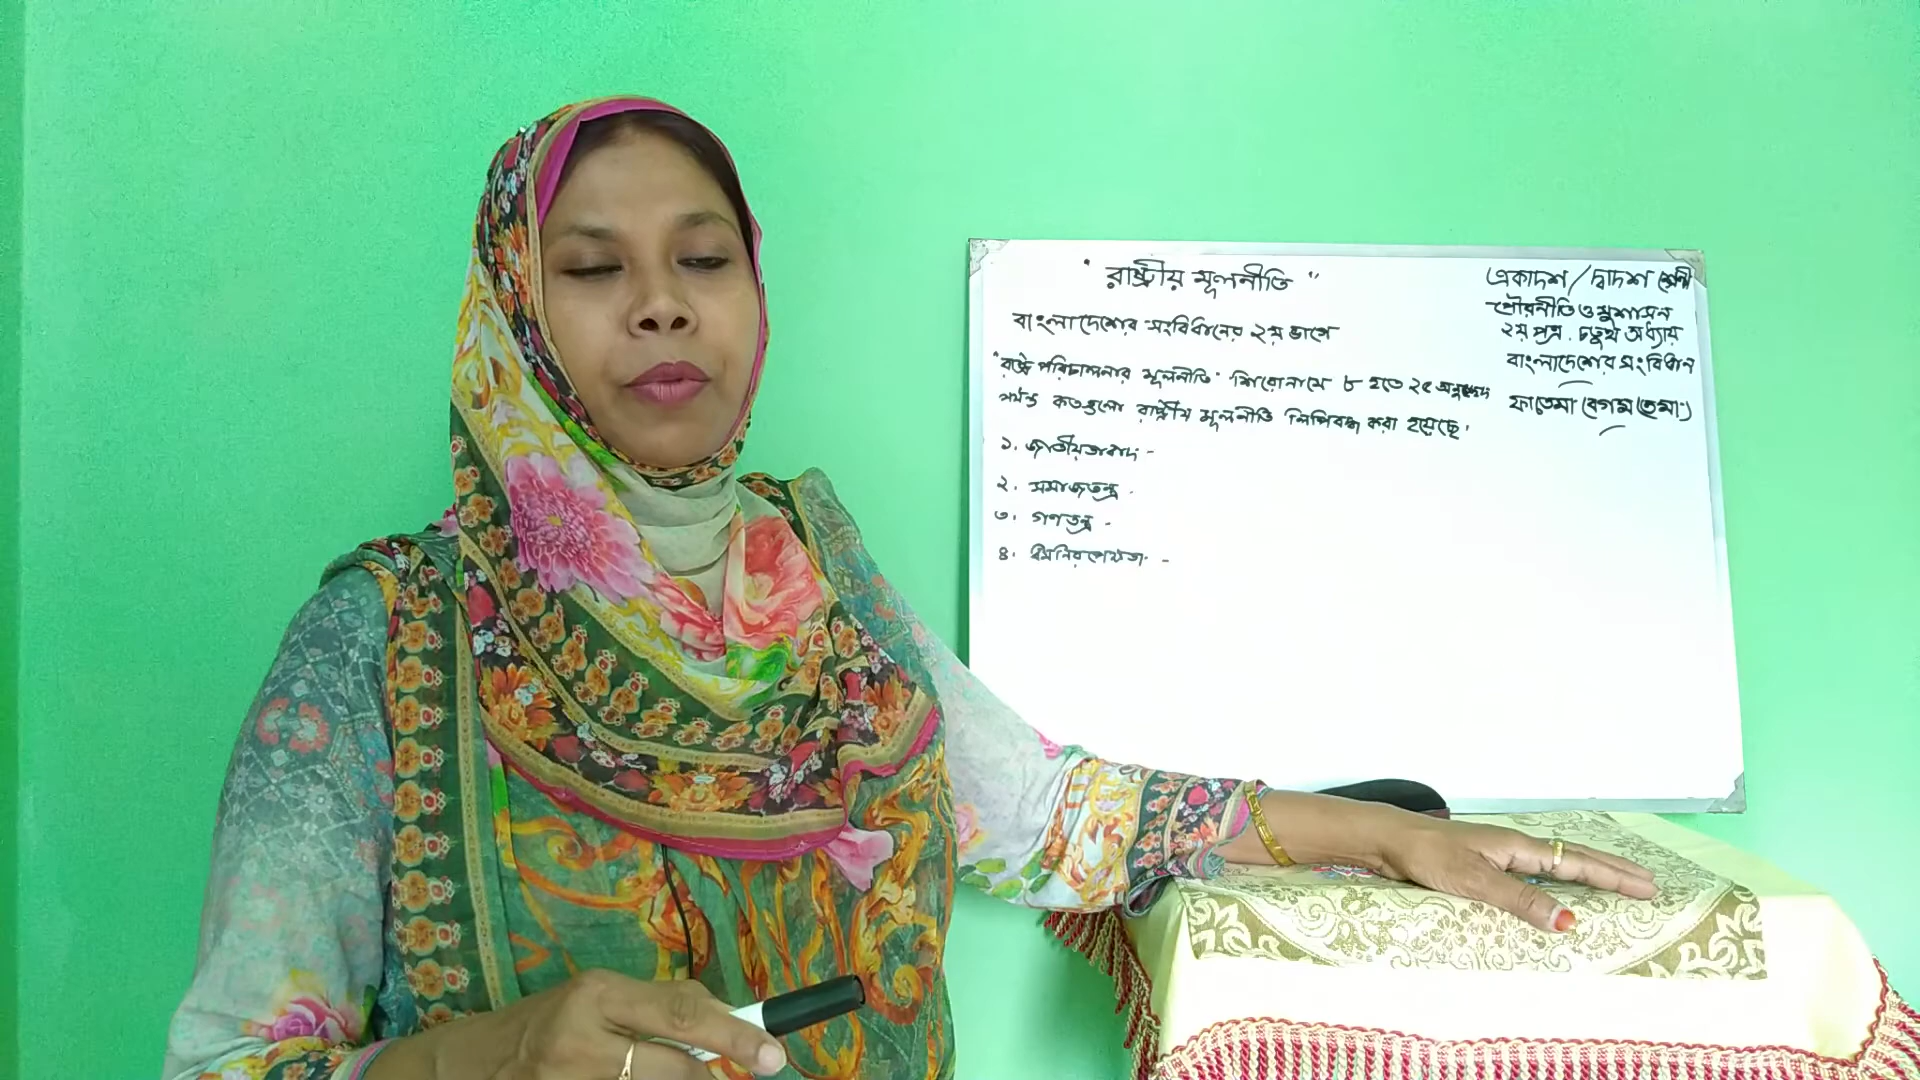 " রাষ্ট্রীয় মূলনীতি "
বাংলাদেশের সংবিধানের ২য় ভাগে
"রাষ্ট্র পরিচালনার মূলনীতি" শিরোনামে ৮ হতে ২৫ অনুচ্ছেদ
পর্যন্ত কতগুলো রাষ্ট্রীয় মূলনীতি লিপিবদ্ধ করা হয়েছে।
১. জাতীয়তাবাদ -
২. সমাজতন্ত্র -
৩. গণতন্ত্র -
৪. ধর্মনিরপেক্ষতা -
একাদশ / দ্বাদশ শ্রেণী
পৌরনীতি ও সুশাসন
২য় পত্র . চতুর্থ অধ্যায়
বাংলাদেশের সংবিধান
ফাতেমা বেগম (হেমা)